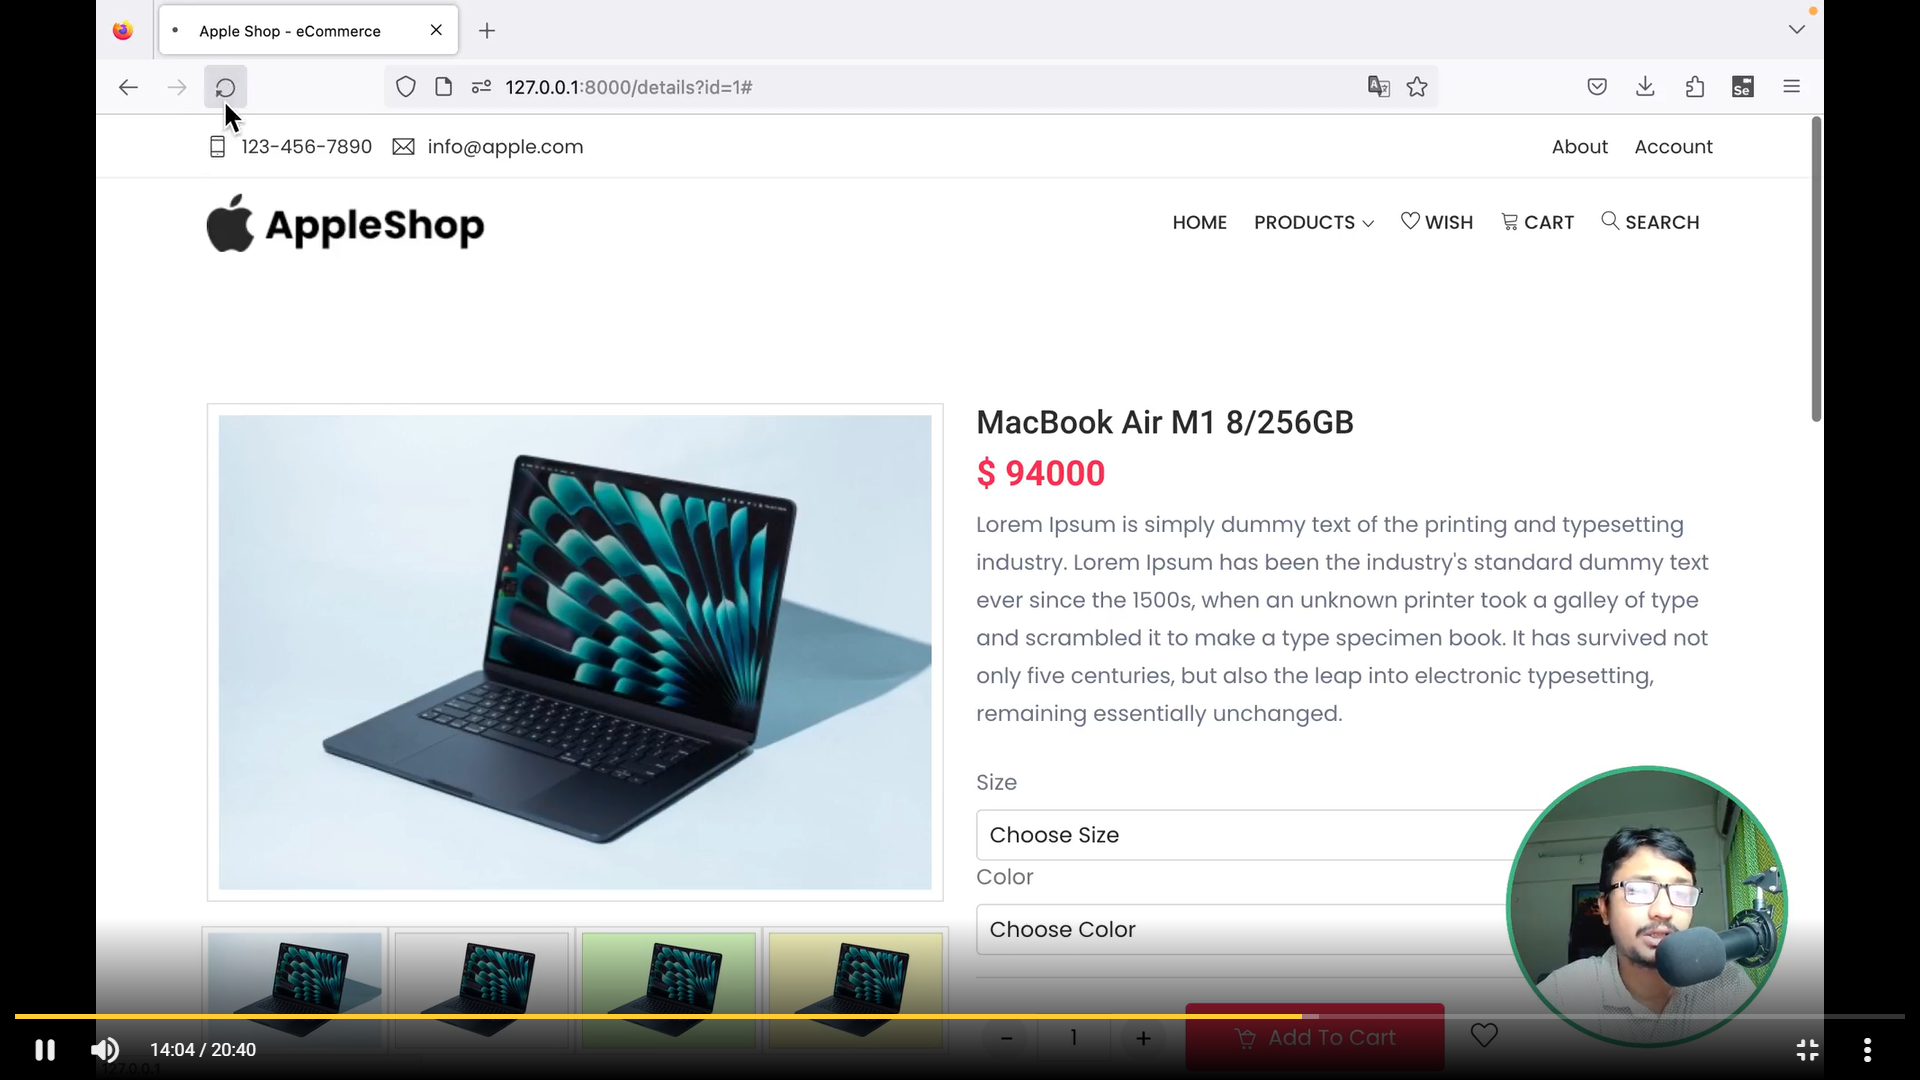 Apple Shop - eCommerce
127.0.0.1:8000/details?id=1#
Se
123-456-7890 info@apple.com About Account
AppleShop HOME PRODUCTS WISH CART SEARCH
MacBook Air M1 8/256GB
$ 94000
Lorem Ipsum is simply dummy text of the printing and typesetting
industry. Lorem Ipsum has been the industry's standard dummy text
ever since the 1500s, when an unknown printer took a galley of type
and scrambled it to make a type specimen book. It has survived not
only five centuries, but also the leap into electronic typesetting,
remaining essentially unchanged.
Size
Choose Size
Color
Choose Color
- 1 + Add To Cart
14:04 / 20:40
127.0.0.1